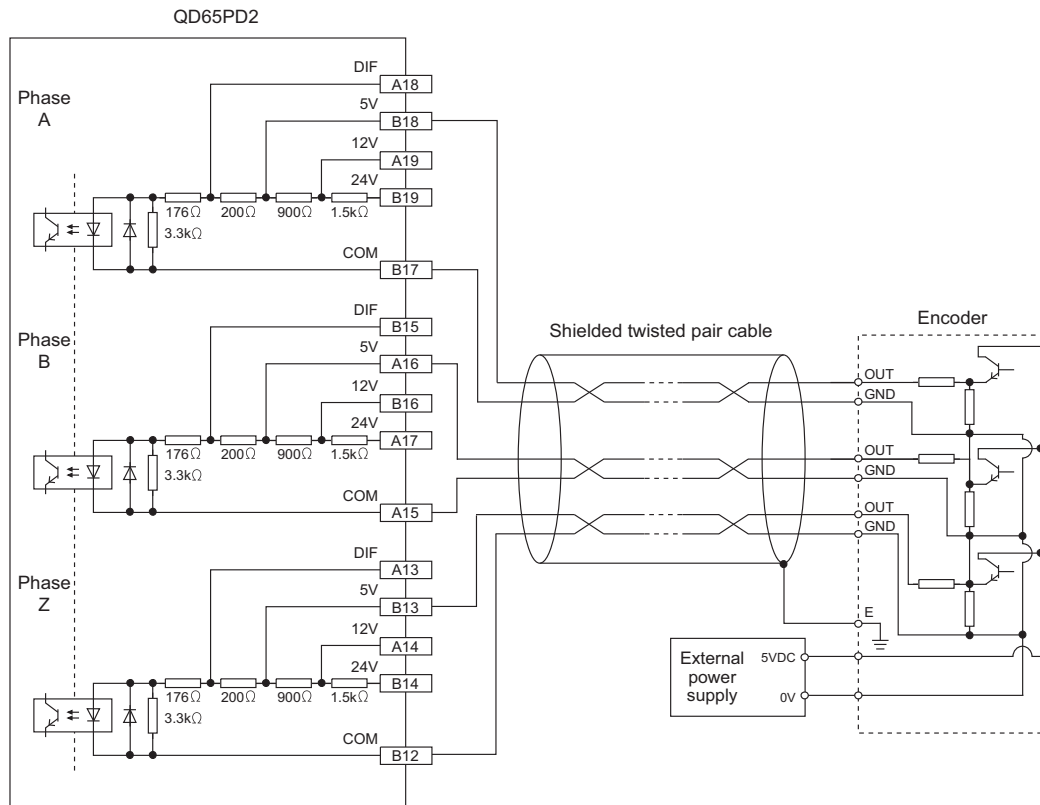 QD65PD2
Phase
A
DIF
A18
5V
B18
12V
A19
24V
B19
176Ω
200Ω
900Ω
1.5kΩ
3.3kΩ
COM
B17
Phase
B
DIF
B15
5V
A16
12V
B16
24V
A17
176Ω
200Ω
900Ω
1.5kΩ
3.3kΩ
COM
A15
Phase
Z
DIF
A13
5V
B13
12V
A14
24V
B14
176Ω
200Ω
900Ω
1.5kΩ
3.3kΩ
COM
B12
Shielded twisted pair cable
Encoder
OUT
GND
OUT
GND
OUT
GND
E
External
power
supply
5VDC
0V